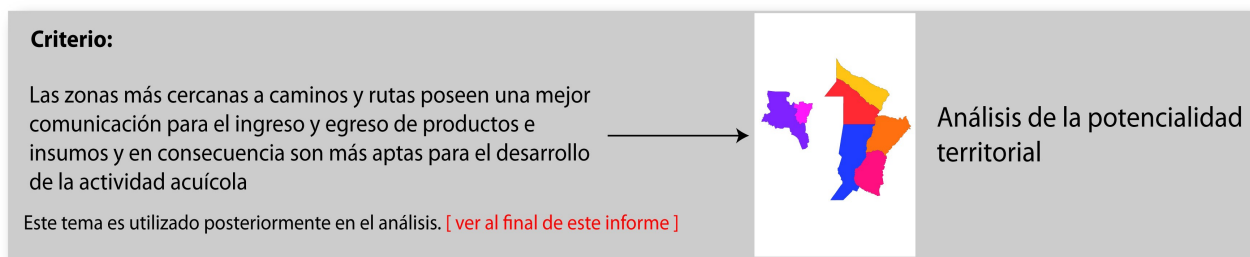 Criterio:
Las zonas más cercanas a caminos y rutas poseen una mejor
comunicación para el ingreso y egreso de productos e
insumos y en consecuencia son más aptas para el desarrollo
de la actividad acuícola
Este tema es utilizado posteriormente en el análisis. [ ver al final de este informe ]
Análisis de la potencialidad
territorial